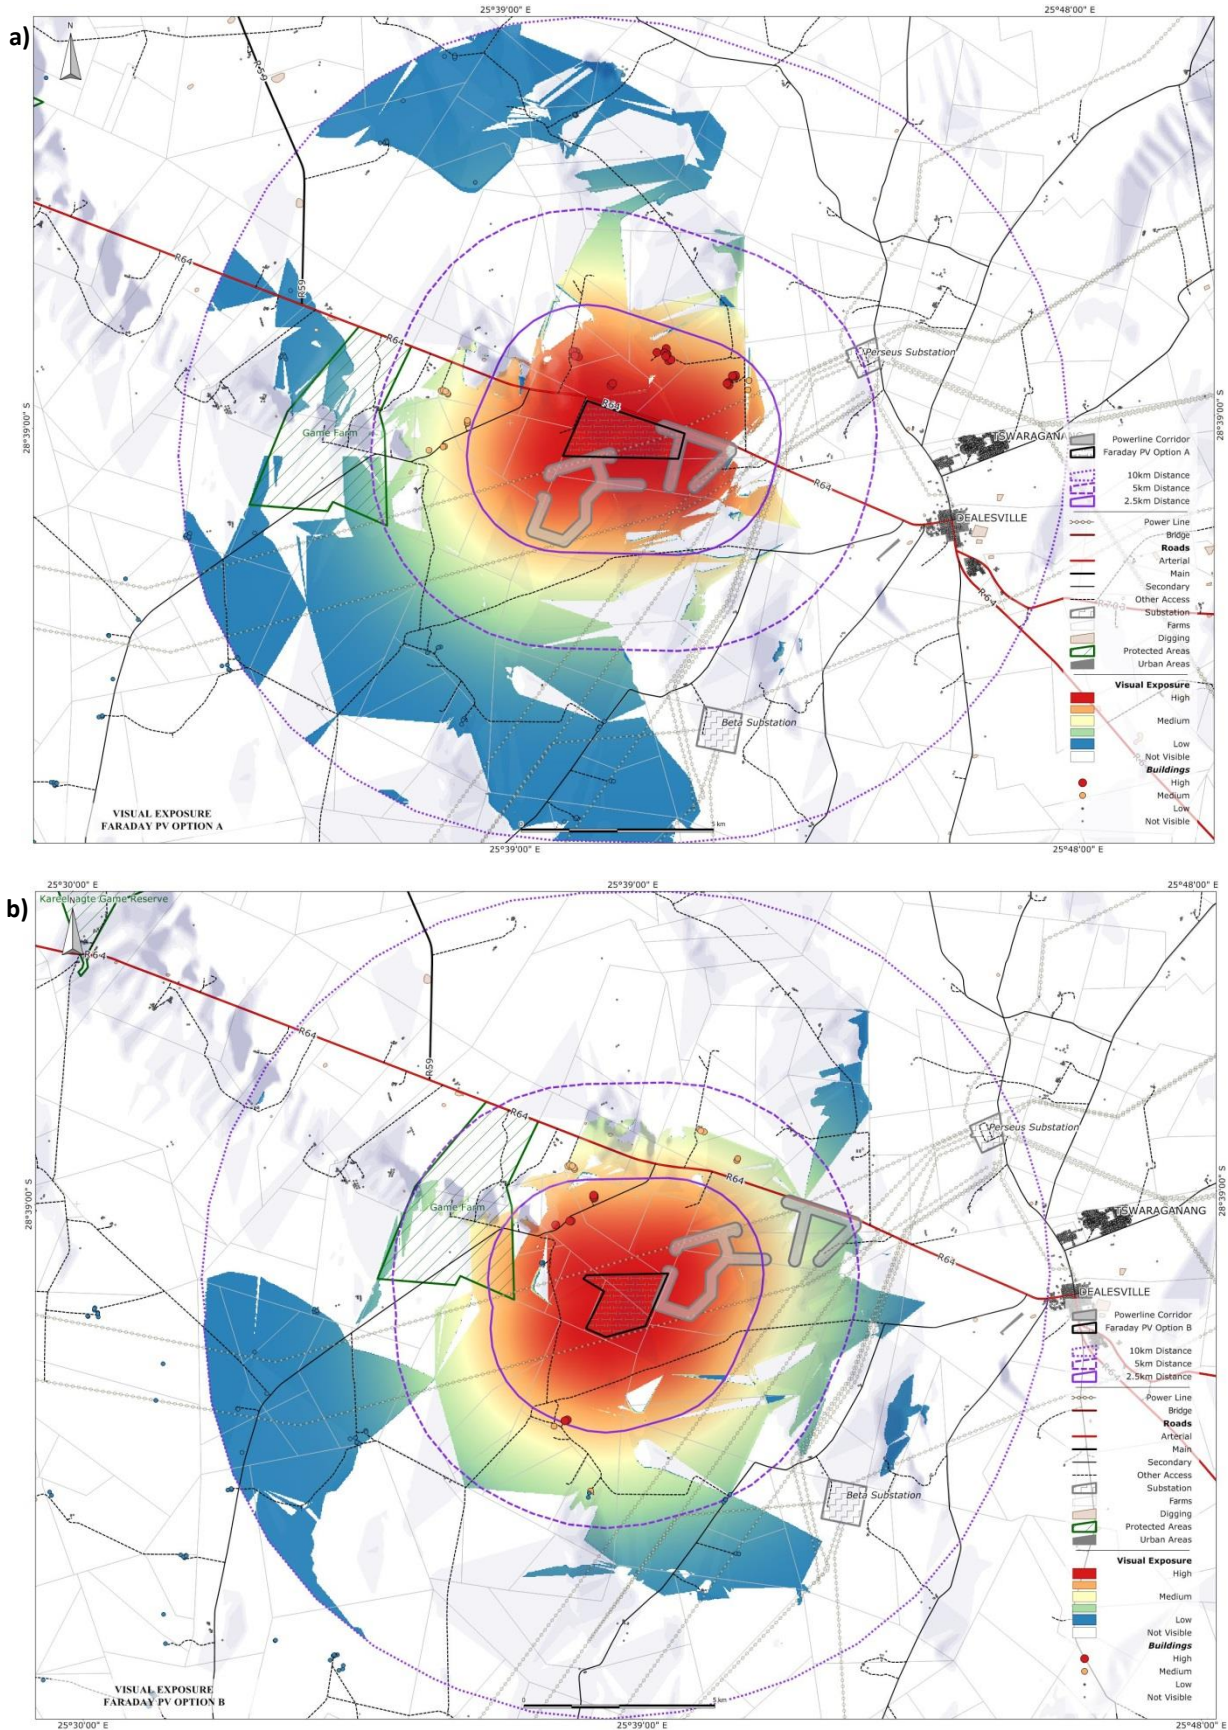 a)
25°39'00" E
25°48'00" E
N
R59
R64
R59
R64
Perseus Substation
Game Farm
R64
28°39'00" S
28°39'00" S
TSWARAGAN
R64
DEALESVILLE
R64
Beta Substation
Powerline Corridor
Faraday PV Option A
10km Distance
5km Distance
2.5km Distance
Power Line
Bridge
Roads
Arterial
Main
Secondary
Other Access
Substation
Farms
Digging
Protected Areas
Urban Areas
Visual Exposure
High
Medium
Low
Not Visible
Buildings
High
Medium
Low
Not Visible
VISUAL EXPOSURE
FARADAY PV OPTION A
0
5 km
25°39'00" E
25°48'00" E
b)
25°30'00" E
25°39'00" E
25°48'00" E
N
R64
R64
R59
R64
Perseus Substation
R64
Game Farm
28°39'00" S
28°39'00" S
TSWARAGANANG
R64
DEALESVILLE
Beta Substation
Powerline Corridor
Faraday PV Option B
10km Distance
5km Distance
2.5km Distance
Power Line
Bridge
Roads
Arterial
Main
Secondary
Other Access
Substation
Farms
Digging
Protected Areas
Urban Areas
Visual Exposure
High
Medium
Low
Not Visible
Buildings
High
Medium
Low
Not Visible
VISUAL EXPOSURE
FARADAY PV OPTION B
0
5 km
25°30'00" E
25°39'00" E
25°48'00" E